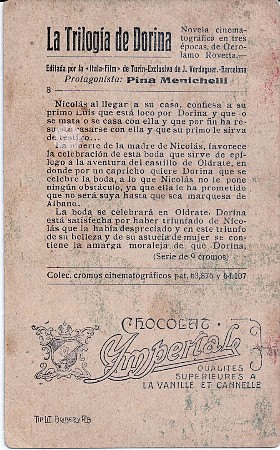 La Trilogía de Dorina
Novela cinema-
tográfica en tres
épocas, de Gero-
lamo Rovetta.—
Editada por la «Itala-Film» de Turín-Exclusiva de J. Verdaguer.-Barcelona
Protagonista: Pina Menichelli
8
Nicolás al llegar a su casa, confiesa a su
primo Luis que está loco por Dorina y que o
se mata o se casa con ella y que por fin ha re-
suelto casarse con ella y que su primo le sirva
de testigo...
La muerte de la madre de Nicolás, favorece
la celebración de esta boda que sirve de epí-
logo a la aventura del castillo de Oldrate, en
donde por un capricho quiere Dorina que se
celebre la boda, a lo que Nicolás no le pone
ningún obstáculo, ya que ella le ha prometido
que no será suya hasta que sea marquesa de
Albano.
La boda se celebrará en Oldrate. Dorina
está satisfecha por haber triunfado de Nico-
lás que la había despreciado y en este triunfo
de su belleza y de su astucia de mujer se con-
tiene la amarga moraleja de que Dorina.
(Serie de 9 cromos)
Colec. cromos cinematográficos pat. 63,876 y 64.107
CHOCOLAT
Imperiale
QUALITES
SUPERIEURES A
LA VANILLE ET CANNELLE